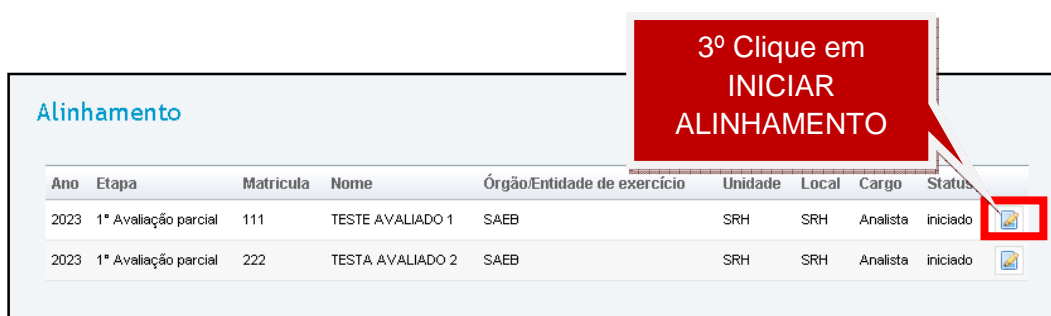 3º Clique em
INICIAR
ALINHAMENTO
Alinhamento
Ano Etapa Matricula Nome Órgão/Entidade de exercício Unidade Local Cargo Status
2023 1ª Avaliação parcial 111 TESTE AVALIADO 1 SAEB SRH SRH Analista iniciado
2023 1ª Avaliação parcial 222 TESTA AVALIADO 2 SAEB SRH SRH Analista iniciado